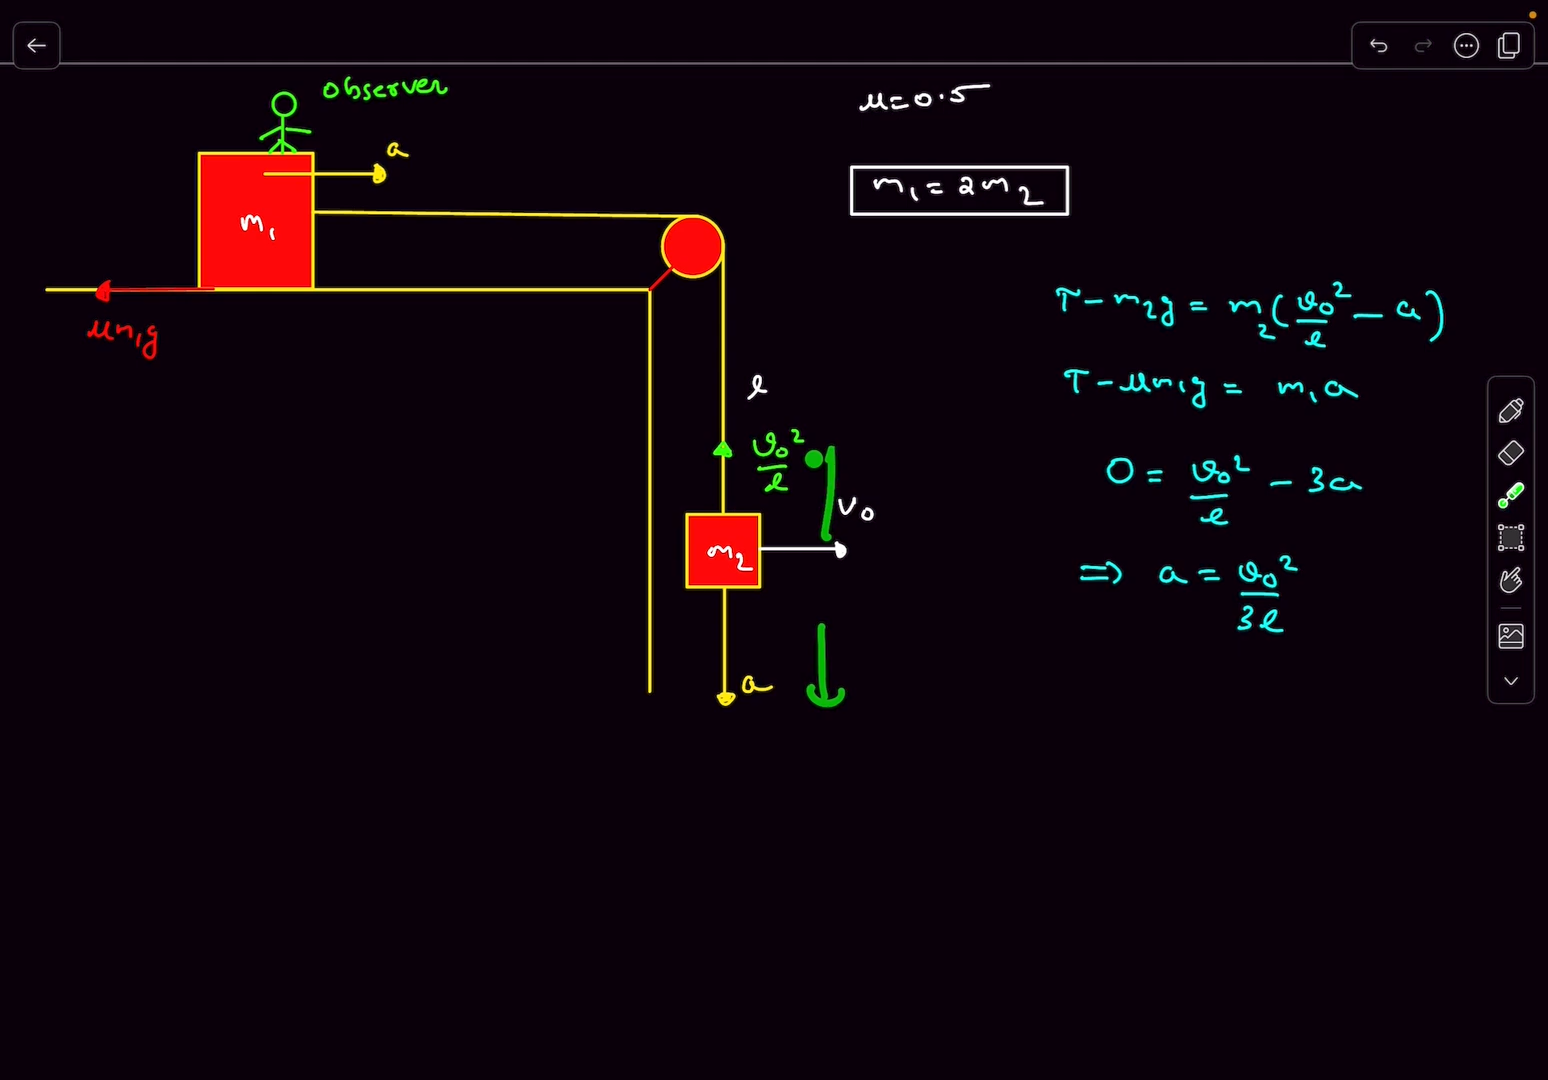 observer
a
m₁
μm₁g
l
v₀²/l
v₀
m₂
a
μ=0.5
m₁ = 2m₂
T - m₂g = m₂(v₀²/l - a)
T - μm₁g = m₁a
0 = v₀²/l - 3a
⇒ a = v₀²/3l